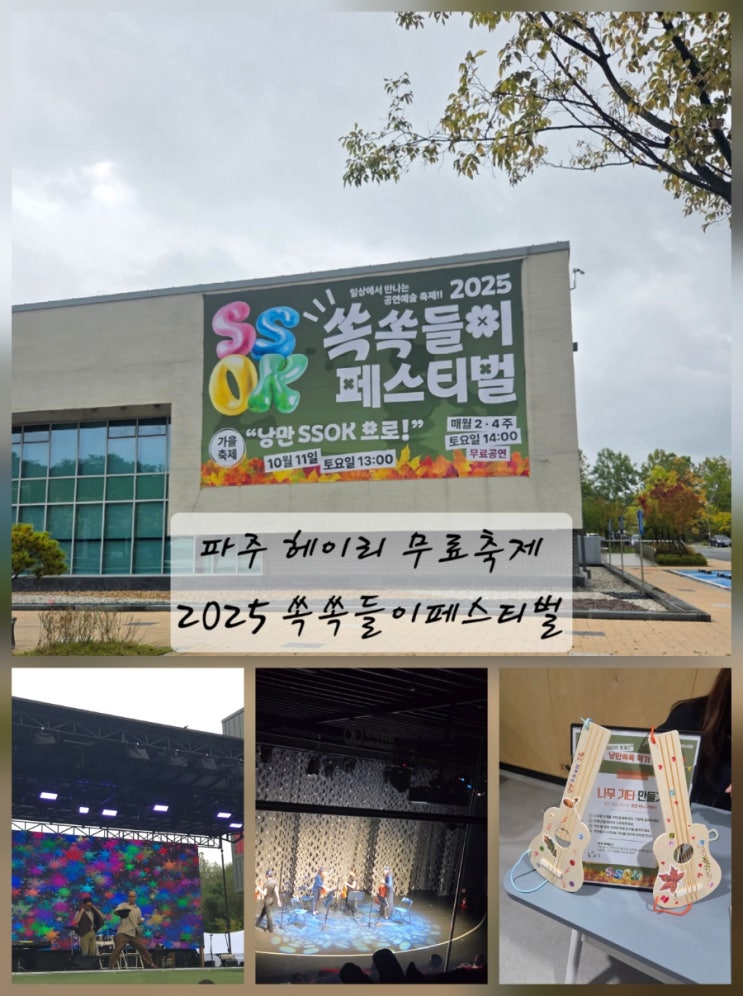 일상에서 만나는
공연예술 축제!!
2025
SSOK
쏙쏙들이
페스티벌
가을
축제
"낭만 SSOK 으로!"
10월 11일 토요일 13:00
매월 2·4주
토요일 14:00
무료공연
파주 헤이리 무료축제
2025 쏙쏙들이페스티벌
나무 기타 만들
SSOK